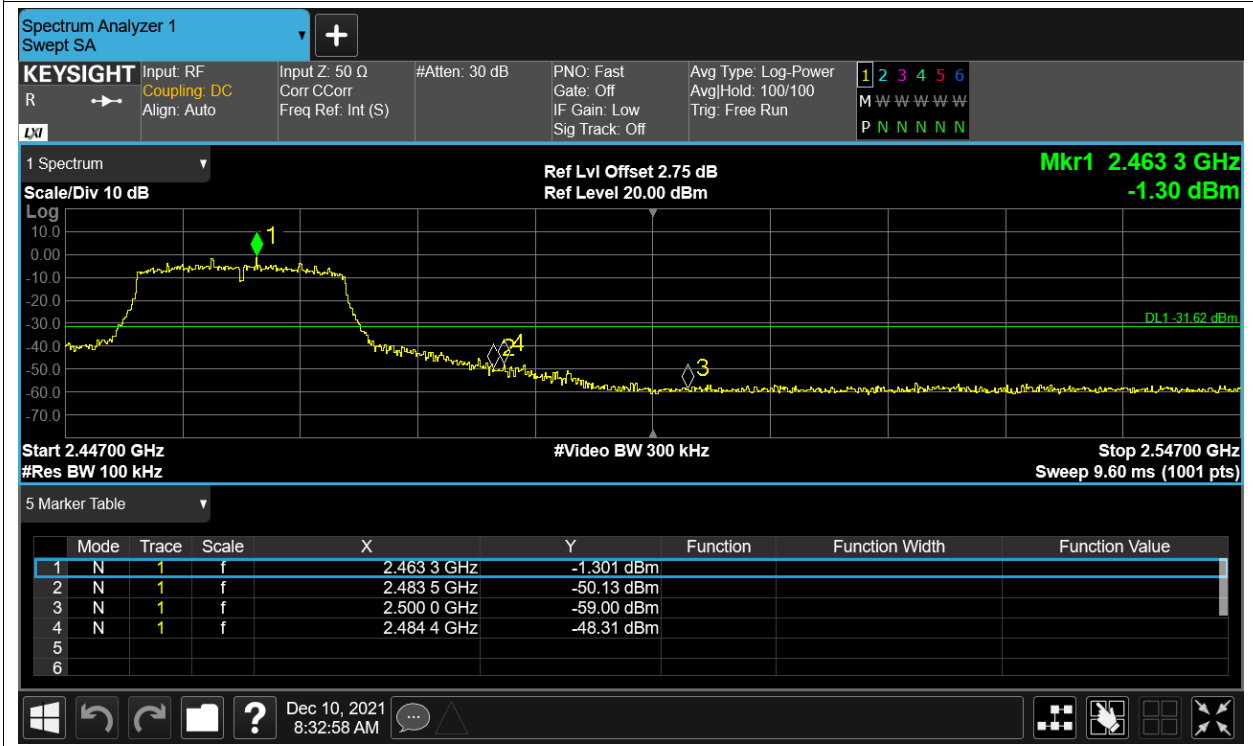 Spectrum Analyzer 1
Swept SA
+
KEYSIGHT Input: RF Input Z: 50 Ω #Atten: 30 dB PNO: Fast Avg Type: Log-Power 1 2 3 4 5 6
R Coupling: DC Corr CCorr Gate: Off Avg|Hold: 100/100 M W W W W W
Align: Auto Freq Ref: Int (S) IF Gain: Low Trig: Free Run
LXI Sig Track: Off P N N N N N
1 Spectrum Ref Lvl Offset 2.75 dB Mkr1 2.463 3 GHz
Scale/Div 10 dB Ref Level 20.00 dBm -1.30 dBm
Log
10.0
0.00
-10.0
-20.0
-30.0
-40.0
-50.0
-60.0
-70.0
1
DL1 -31.62 dBm
2 4
3
Start 2.44700 GHz #Video BW 300 kHz Stop 2.54700 GHz
#Res BW 100 kHz Sweep 9.60 ms (1001 pts)
5 Marker Table
Mode Trace Scale X Y Function Function Width Function Value
1 N 1 f 2.463 3 GHz -1.301 dBm
2 N 1 f 2.483 5 GHz -50.13 dBm
3 N 1 f 2.500 0 GHz -59.00 dBm
4 N 1 f 2.484 4 GHz -48.31 dBm
5
6
? Dec 10, 2021
8:32:58 AM